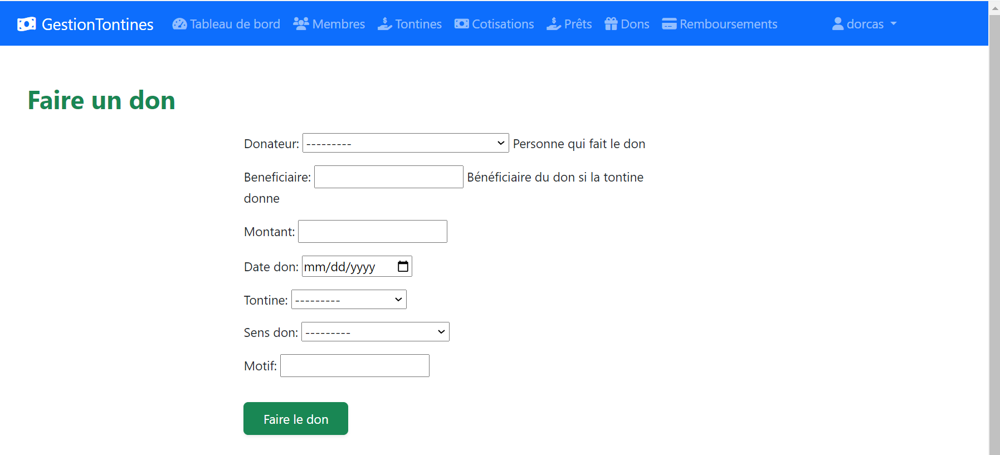 GestionTontines Tableau de bord Membres Tontines Cotisations Prêts Dons Remboursements dorcas
Faire un don
Donateur: --------- Personne qui fait le don
Beneficiaire: Bénéficiaire du don si la tontine
donne
Montant:
Date don: mm/dd/yyyy
Tontine: ---------
Sens don: ---------
Motif:
Faire le don